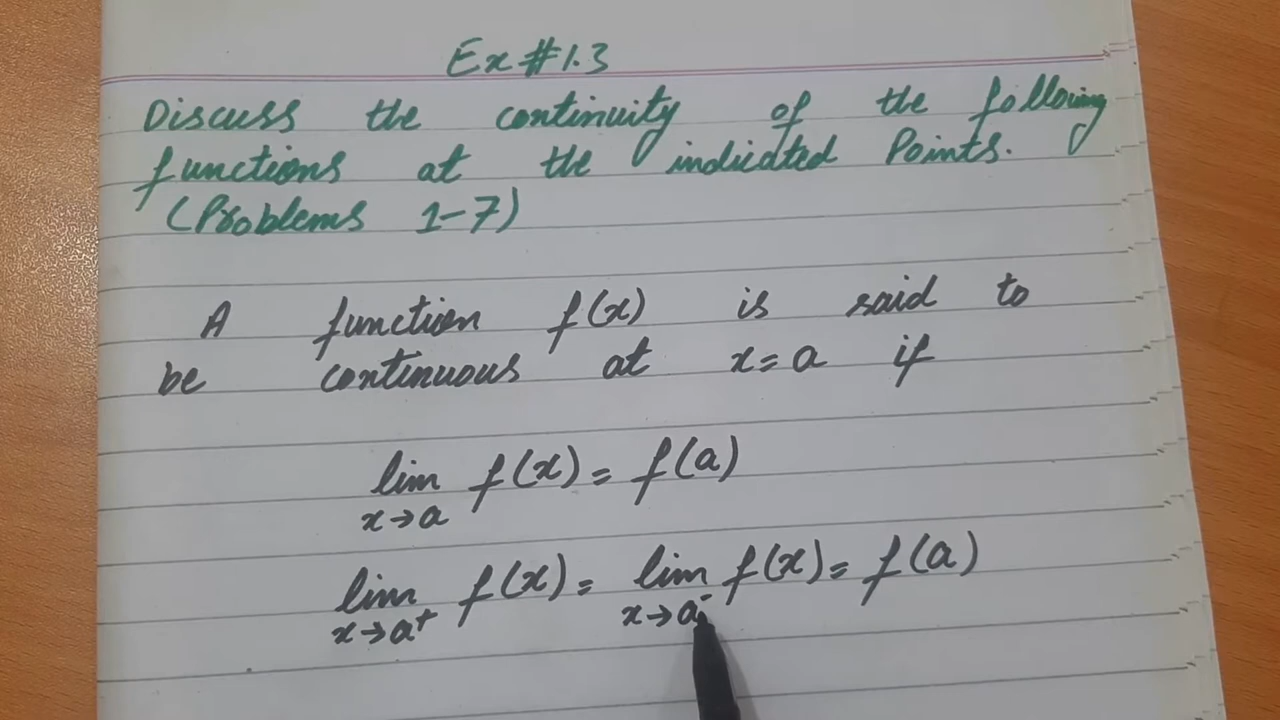 Ex #1.3
Discuss the continuity of the following
functions at the indicated Points.
(Problems 1-7)
A function f(x) is said to
be continuous at x = a if
lim f(x) = f(a)
x→a
lim f(x) = lim f(x) = f(a)
x→a⁺ x→a⁻